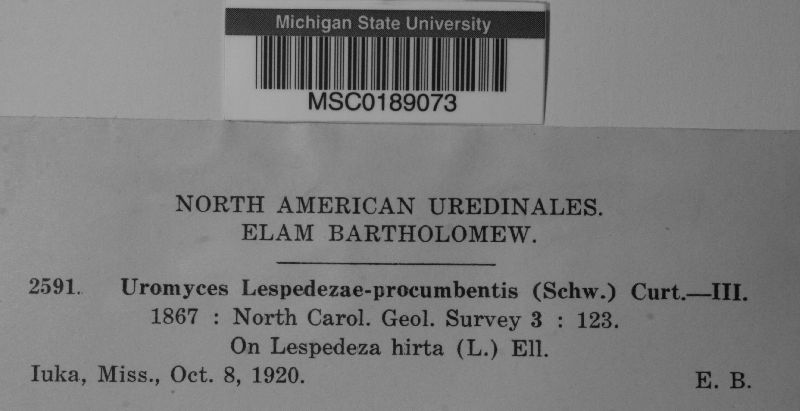 Michigan State University
MSC0189073
NORTH AMERICAN UREDINALES.
ELAM BARTHOLOMEW.
2591. Uromyces Lespedezae-procumbentis (Schw.) Curt.—III.
1867 : North Carol. Geol. Survey 3 : 123.
On Lespedeza hirta (L.) Ell.
Iuka, Miss., Oct. 8, 1920. E. B.